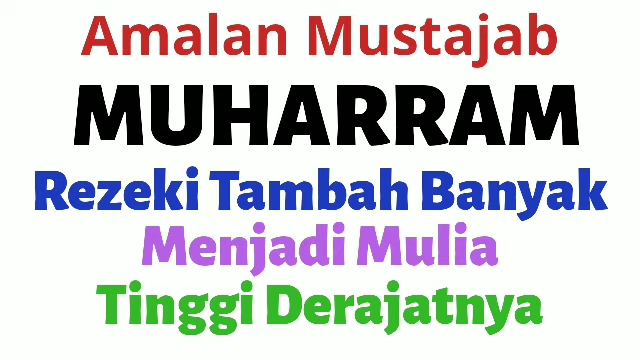 Amalan Mustajab
MUHARRAM
Rezeki Tambah Banyak
Menjadi Mulia
Tinggi Derajatnya